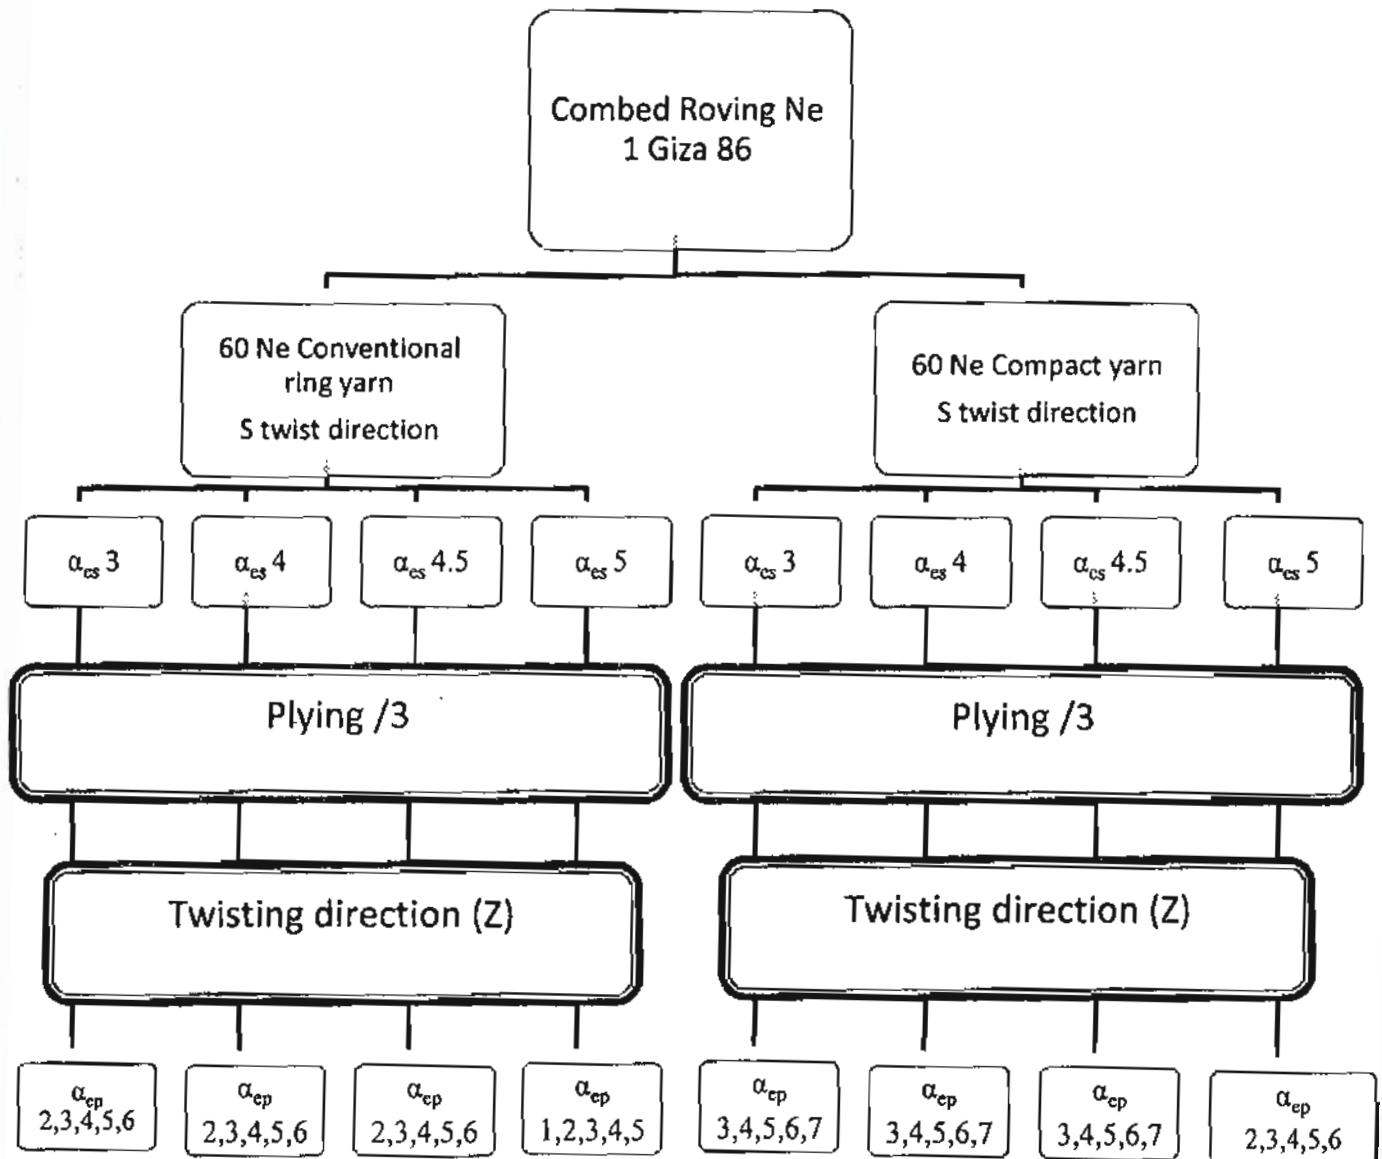 Combed Roving Ne
1 Giza 86
60 Ne Conventional
ring yarn
S twist direction
60 Ne Compact yarn
S twist direction
αes 3
αes 4
αes 4.5
αes 5
αes 3
αes 4
αes 4.5
αes 5
Plying /3
Plying /3
Twisting direction (Z)
Twisting direction (Z)
αep
2,3,4,5,6
αep
2,3,4,5,6
αep
2,3,4,5,6
αep
1,2,3,4,5
αep
3,4,5,6,7
αep
3,4,5,6,7
αep
3,4,5,6,7
αep
2,3,4,5,6